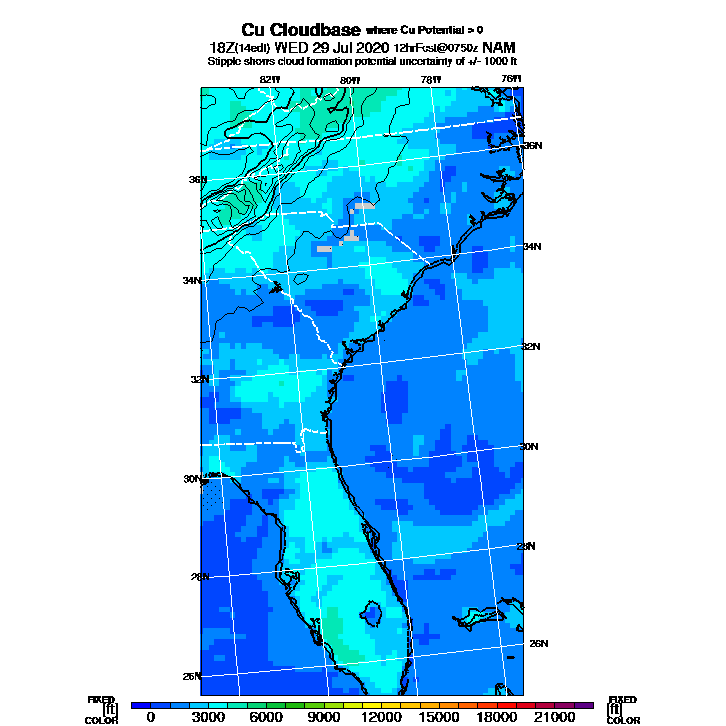 Cu Cloudbase where Cu Potential > 0
18Z(14edt) WED 29 Jul 2020 12hrFcst@0750z NAM
Stipple shows cloud formation potential uncertainty of +/- 1000 ft
82W 80W 78W 76W
36N 36N
34N 34N
32N 32N
30N 30N
28N 28N
26N 26N
FIXED FIXED
[ft] [ft]
COLOR COLOR
0 3000 6000 9000 12000 15000 18000 21000